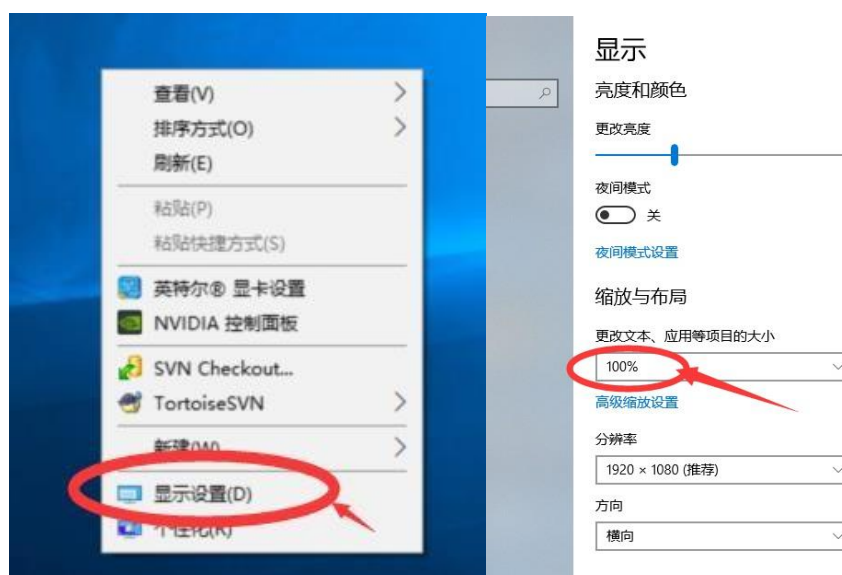 查看(V)
排序方式(O)
刷新(E)
粘贴(P)
粘贴快捷方式(S)
英特尔® 显卡设置
NVIDIA 控制面板
SVN Checkout...
TortoiseSVN
新建(W)
显示设置(D)
个性化(R)
显示
亮度和颜色
更改亮度
夜间模式
关
夜间模式设置
缩放与布局
更改文本、应用等项目的大小
100%
高级缩放设置
分辨率
1920 × 1080 (推荐)
方向
横向